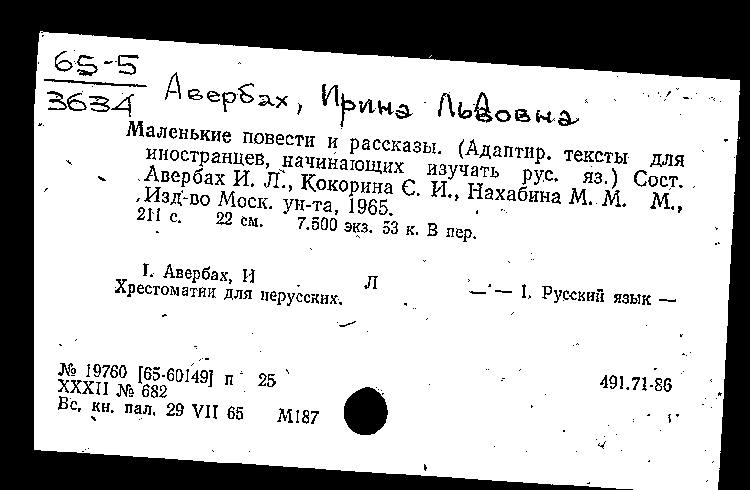 65-5
3634
Авербах, Ирина Львовна
Маленькие повести и рассказы. (Адаптир. тексты для
иностранцев, начинающих изучать рус. яз.) Сост.
Авербах И. Л., Кокорина С. И., Нахабина М. М. М.,
Изд-во Моск. ун-та, 1965.
211 с. 22 см. 7.500 экз. 53 к. В пер.
I. Авербах, И Л — — 1. Русский язык —
Хрестоматии для нерусских.
№ 19760 [65-60149] п 25 491.71-86
XXXII № 682
Вс. кн. пал. 29 VII 65 М187